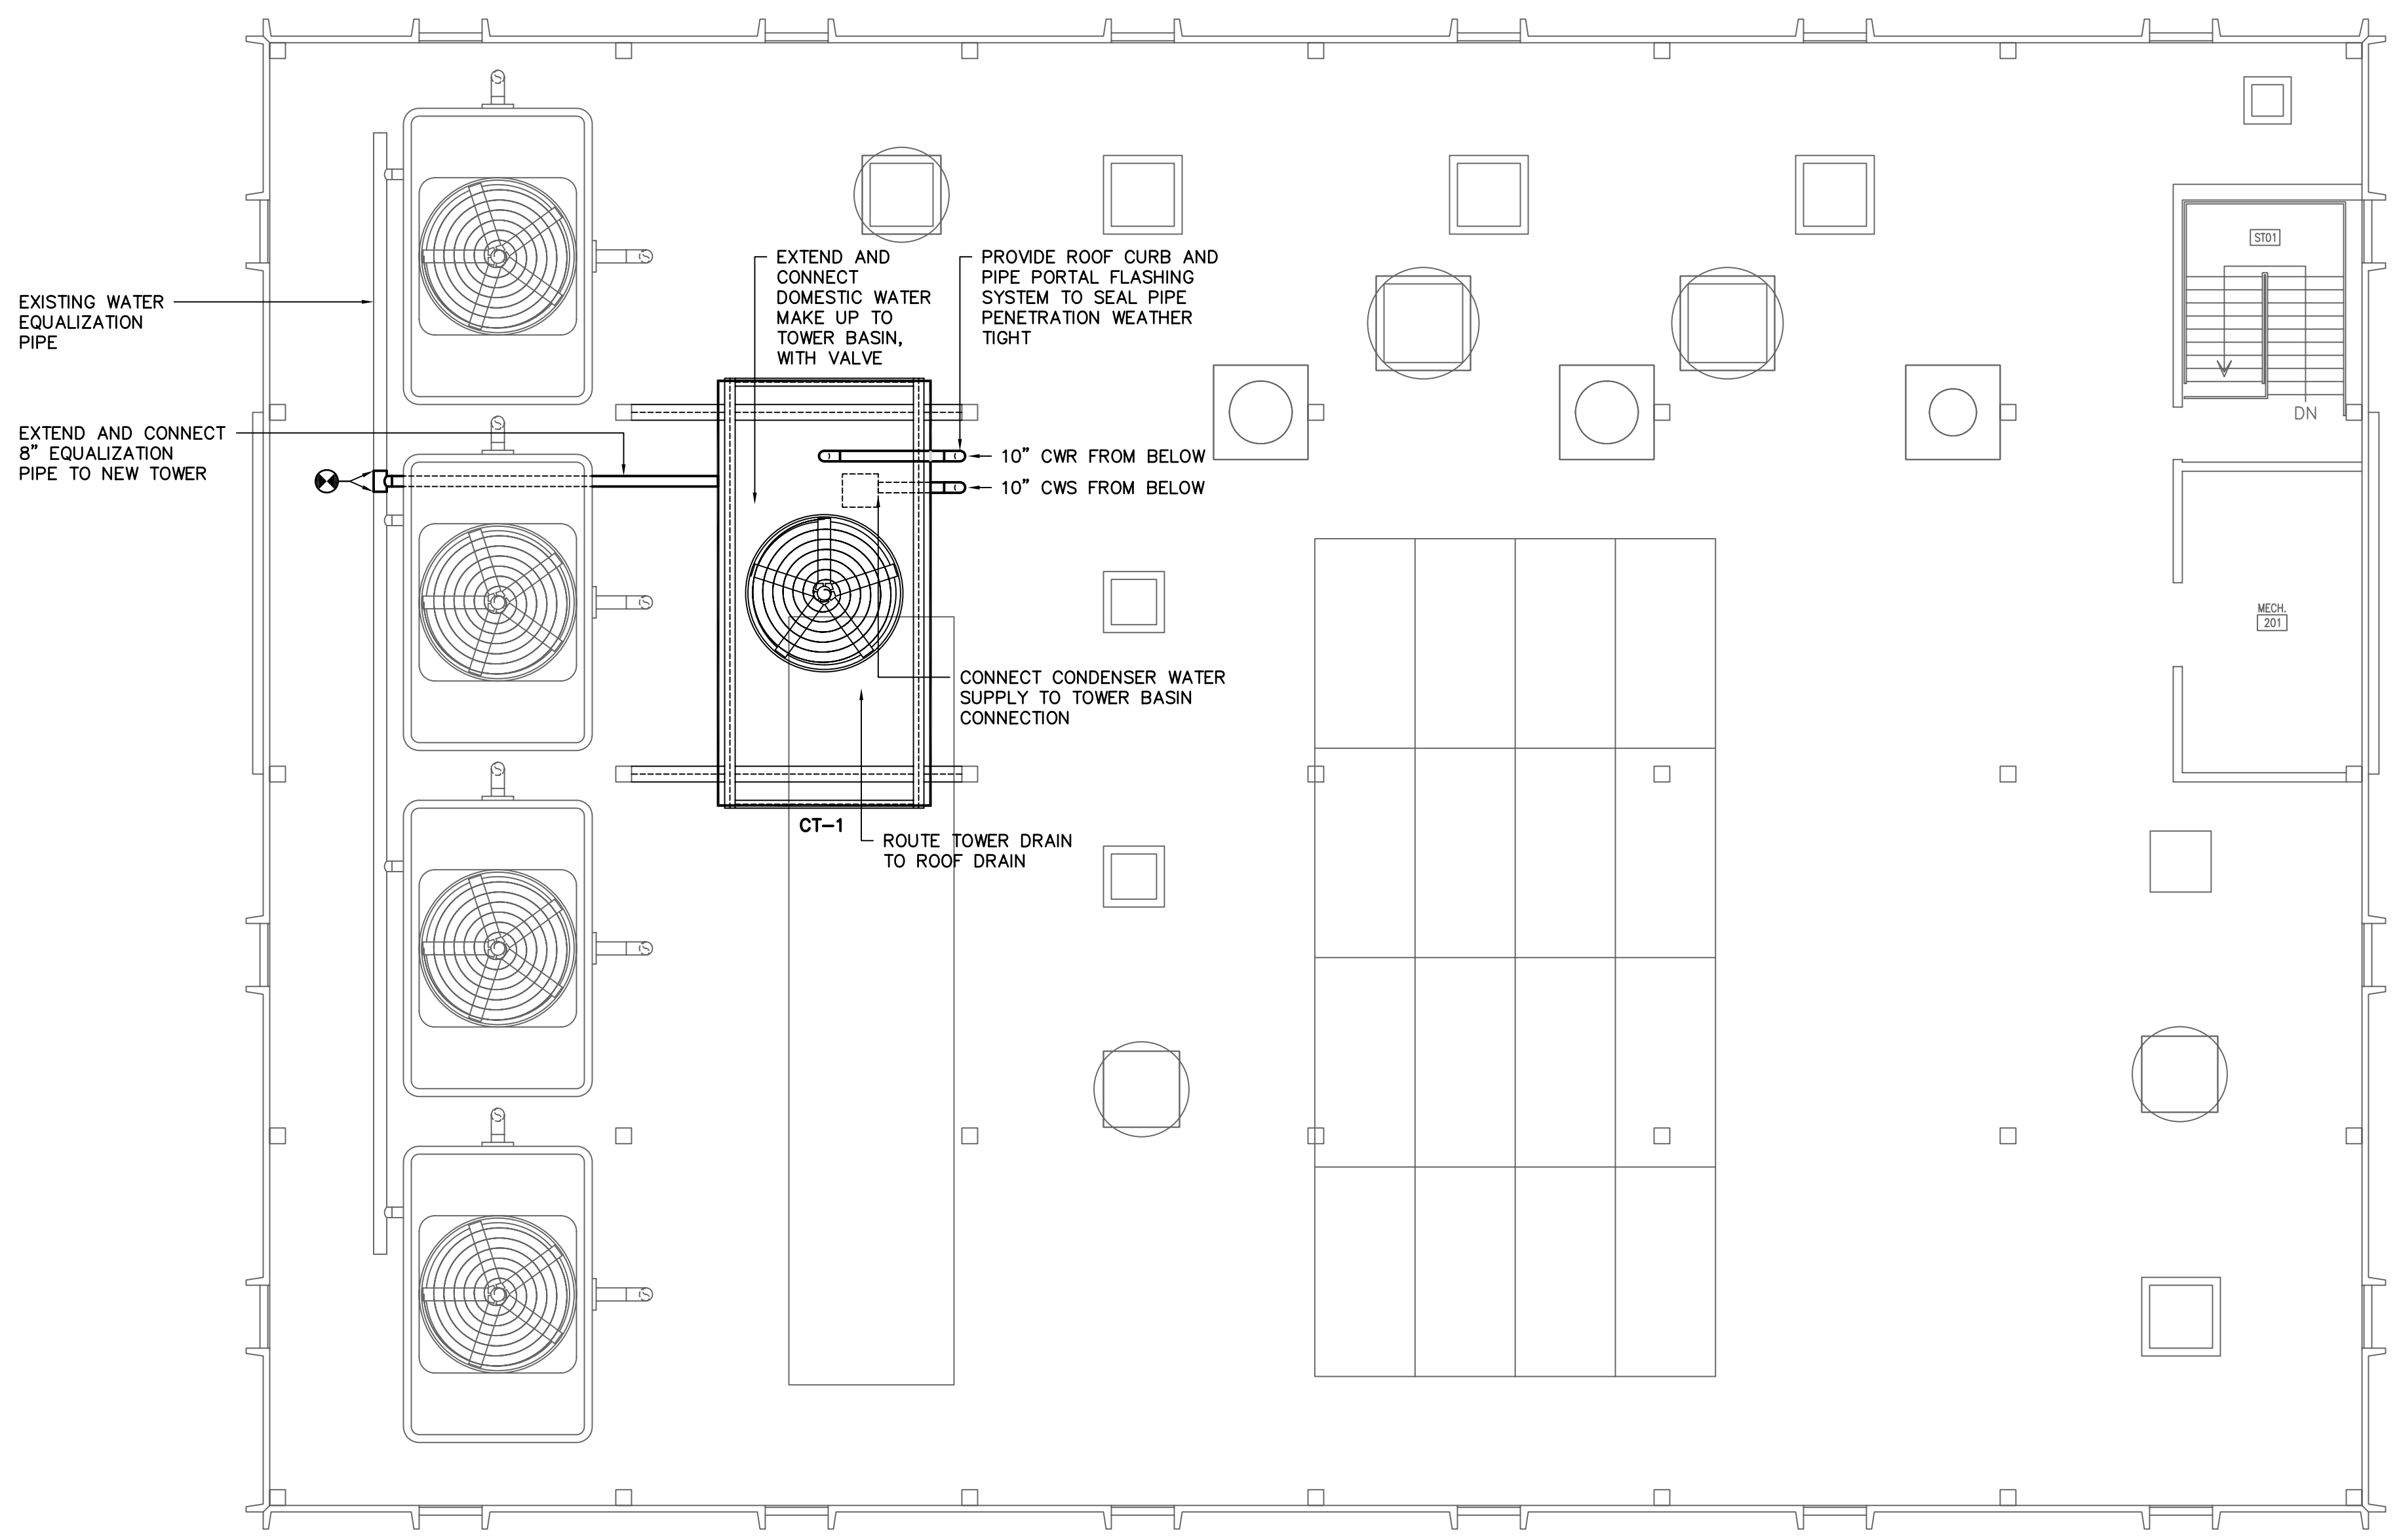 ST01
EXTEND AND
CONNECT
DOMESTIC WATER
MAKE UP TO
TOWER BASIN,
WITH VALVE
PROVIDE ROOF CURB AND
PIPE PORTAL FLASHING
SYSTEM TO SEAL PIPE
PENETRATION WEATHER
TIGHT
EXISTING WATER
EQUALIZATION
PIPE
DN
EXTEND AND CONNECT
8" EQUALIZATION
PIPE TO NEW TOWER
10" CWR FROM BELOW
10" CWS FROM BELOW
MECH.
201
CONNECT CONDENSER WATER
SUPPLY TO TOWER BASIN
CONNECTION
CT-1
ROUTE TOWER DRAIN
TO ROOF DRAIN